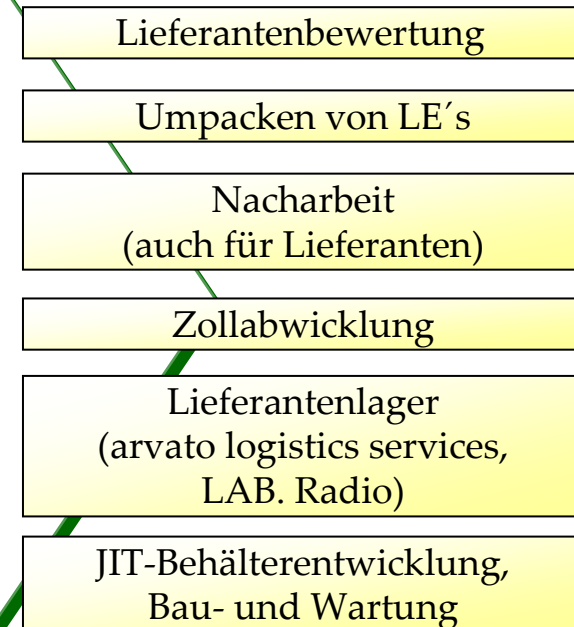 Lieferantenbewertung
Umpacken von LE´s
Nacharbeit
(auch für Lieferanten)
Zollabwicklung
Lieferantenlager
(arvato logistics services,
LAB. Radio)
JIT-Behälterentwicklung,
Bau- und Wartung